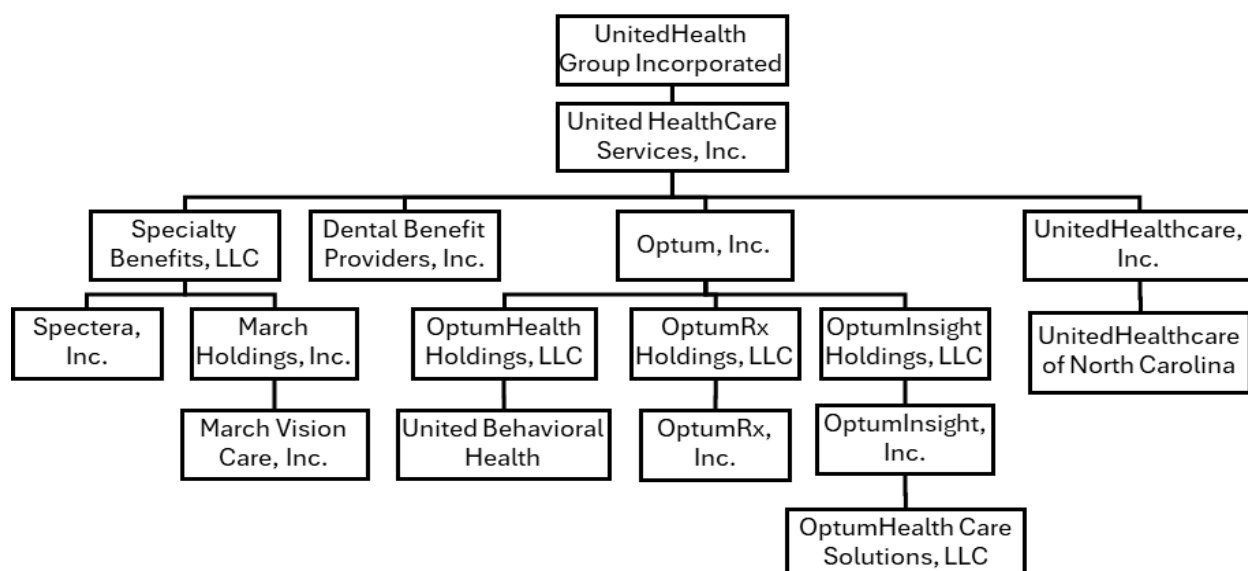 UnitedHealth
Group Incorporated
United HealthCare
Services, Inc.
Specialty
Benefits, LLC
Dental Benefit
Providers, Inc.
Optum, Inc.
UnitedHealthcare,
Inc.
Spectera,
Inc.
March
Holdings, Inc.
OptumHealth
Holdings, LLC
OptumRx
Holdings, LLC
OptumInsight
Holdings, LLC
UnitedHealthcare
of North Carolina
March Vision
Care, Inc.
United Behavioral
Health
OptumRx,
Inc.
OptumInsight,
Inc.
OptumHealth Care
Solutions, LLC